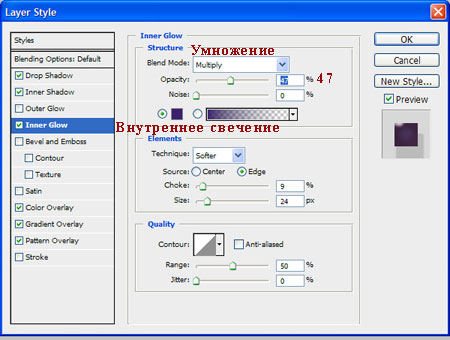 Layer Style
Styles
Blending Options: Default
Drop Shadow
Inner Shadow
Outer Glow
Inner Glow
Bevel and Emboss
Contour
Texture
Satin
Color Overlay
Gradient Overlay
Pattern Overlay
Stroke
Inner Glow
Structure Умножение
Blend Mode: Multiply
Opacity: 47 % 47
Noise: 0 %
Внутреннее свечение
Elements
Technique: Softer
Source: Center Edge
Choke: 9 %
Size: 24 px
Quality
Contour: Anti-aliased
Range: 50 %
Jitter: 0 %
OK
Cancel
New Style...
Preview